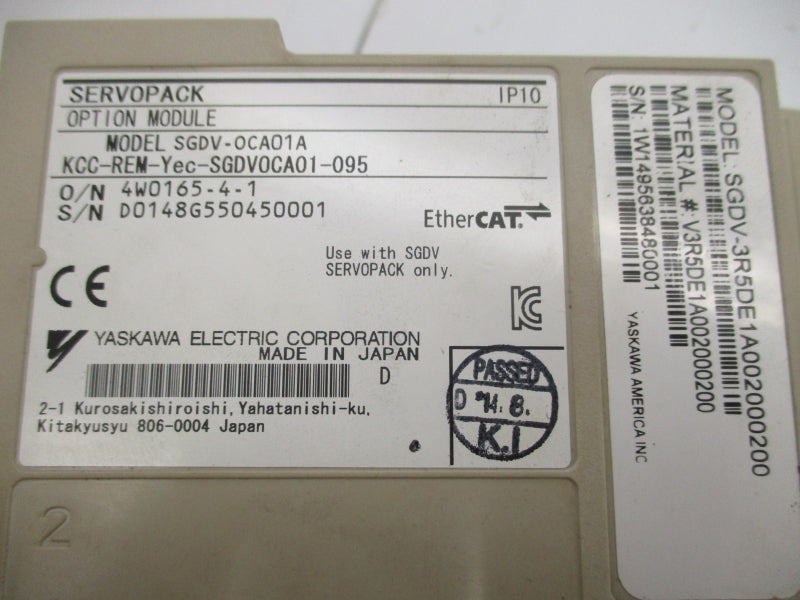 SERVOPACK IP10
OPTION MODULE
MODEL SGDV-OCA01A
KCC-REM-Yec-SGDVOCA01-095
O/N 4W0165-4-1
S/N D0148G550450001
EtherCAT.
Use with SGDV
SERVOPACK only.
CE
KC
YASKAWA ELECTRIC CORPORATION
MADE IN JAPAN
D
2-1 Kurosakishiroishi, Yahatanishi-ku,
Kitakyusyu 806-0004 Japan
PASSED
D '14. 8.
K.I
2
MODEL: SGDV-3R5DE1A002000200
MATERIAL #: V3R5DE1A002000200
S/N: 1W1495638480001
YASKAWA AMERICA INC